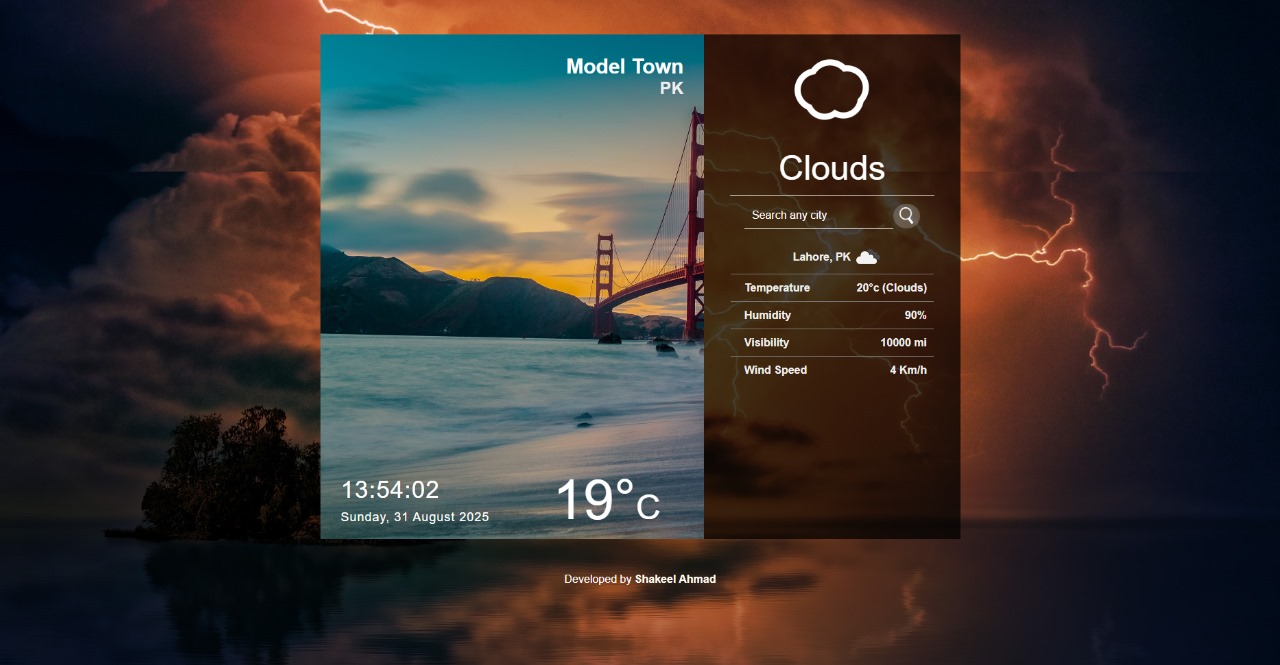 Model Town
PK
13:54:02
Sunday, 31 August 2025
19°C
Clouds
Search any city
Lahore, PK
Temperature 20°c (Clouds)
Humidity 90%
Visibility 10000 mi
Wind Speed 4 Km/h
Developed by Shakeel Ahmad